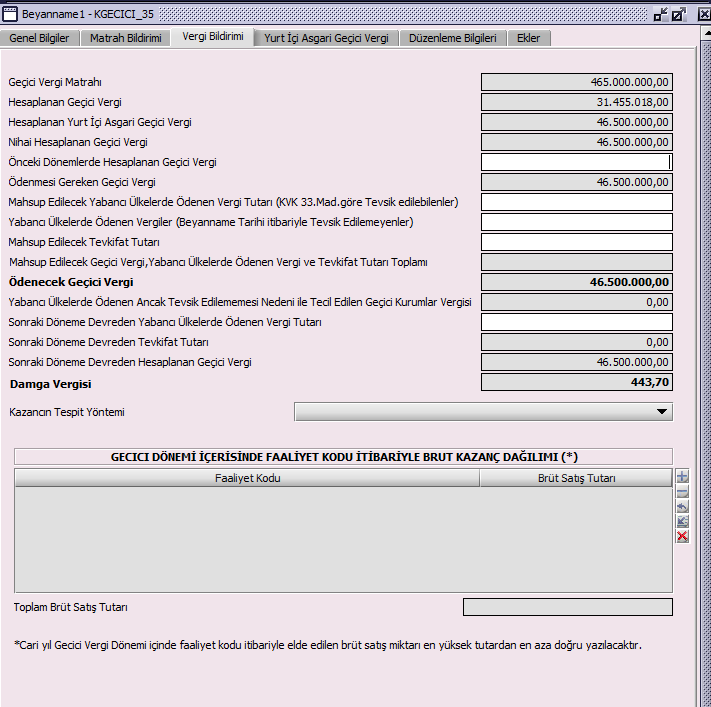 Beyanname1 - KGECICI_35
Genel Bilgiler Matrah Bildirimi Vergi Bildirimi Yurt İçi Asgari Geçici Vergi Düzenleme Bilgileri Ekler
Geçici Vergi Matrahı 465.000.000,00
Hesaplanan Geçici Vergi 31.455.018,00
Hesaplanan Yurt İçi Asgari Geçici Vergi 46.500.000,00
Nihai Hesaplanan Geçici Vergi 46.500.000,00
Önceki Dönemlerde Hesaplanan Geçici Vergi
Ödenmesi Gereken Geçici Vergi 46.500.000,00
Mahsup Edilecek Yabancı Ülkelerde Ödenen Vergi Tutarı (KVK 33.Mad.göre Tevsik edilebilenler)
Yabancı Ülkelerde Ödenen Vergiler (Beyanname Tarihi itibariyle Tevsik Edilemeyenler)
Mahsup Edilecek Tevkifat Tutarı
Mahsup Edilecek Geçici Vergi,Yabancı Ülkelerde Ödenen Vergi ve Tevkifat Tutarı Toplamı
Ödenecek Geçici Vergi 46.500.000,00
Yabancı Ülkelerde Ödenen Ancak Tevsik Edilememesi Nedeni ile Tecil Edilen Geçici Kurumlar Vergisi 0,00
Sonraki Döneme Devreden Yabancı Ülkelerde Ödenen Vergi Tutarı
Sonraki Döneme Devreden Tevkifat Tutarı 0,00
Sonraki Döneme Devreden Hesaplanan Geçici Vergi 46.500.000,00
Damga Vergisi 443,70
Kazancın Tespit Yöntemi
GECICI DÖNEMİ İÇERİSİNDE FAALİYET KODU İTİBARİYLE BRUT KAZANÇ DAĞILIMI (*)
Faaliyet Kodu Brüt Satış Tutarı
Toplam Brüt Satış Tutarı
*Cari yıl Gecici Vergi Dönemi içinde faaliyet kodu itibariyle elde edilen brüt satış miktarı en yüksek tutardan en aza doğru yazılacaktır.